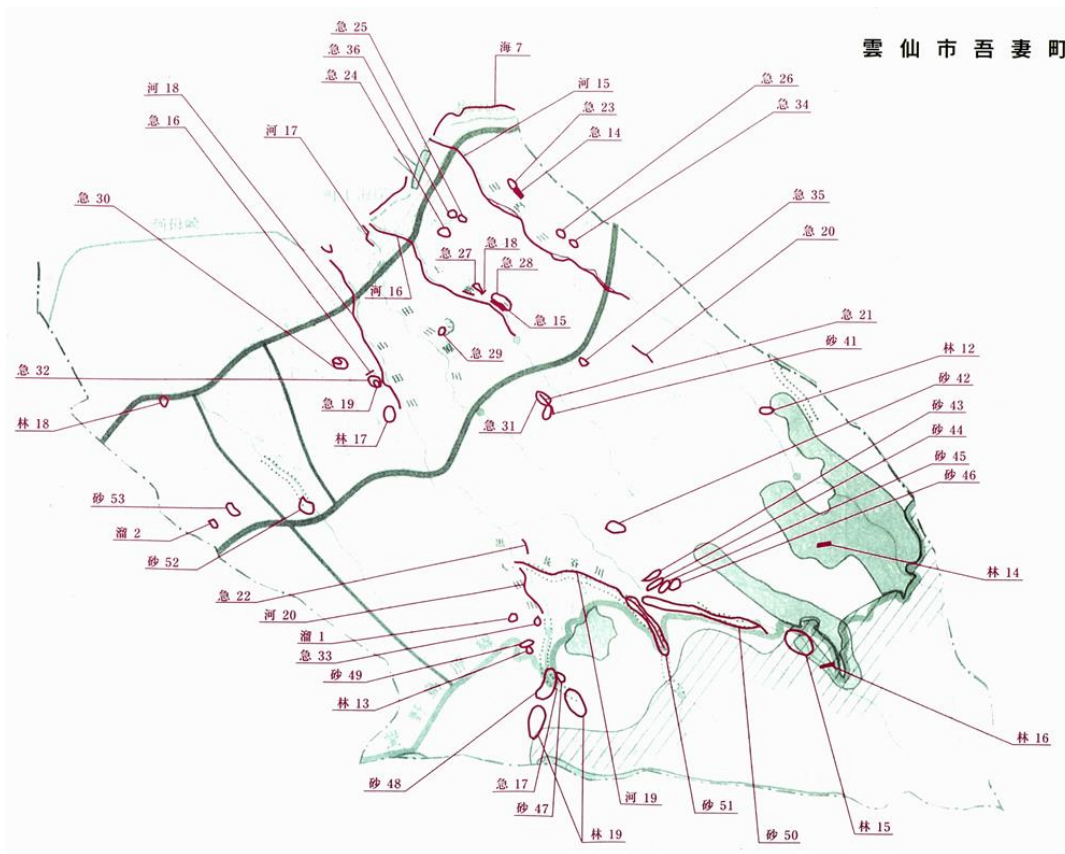 雲仙市吾妻町
急 25
急 36
急 24
海 7
河 18
急 16
河 15
急 23
急 14
急 26
急 34
河 17
急 30
急 35
急 20
急 27
急 18
急 28
河 16
急 15
急 29
急 21
砂 41
急 32
急 19
林 12
砂 42
林 18
林 17
急 31
砂 43
砂 44
砂 45
砂 46
砂 53
溜 2
砂 52
林 14
急 22
河 20
溜 1
急 33
砂 49
林 13
林 16
砂 48
急 17
砂 47
河 19
砂 51
林 19
砂 50
林 15